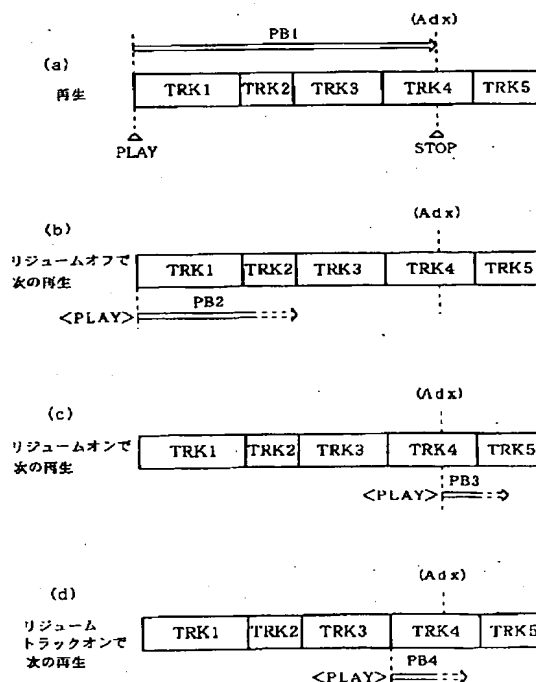 (Adx)
PB1
(a)
再生
TRK1 TRK2 TRK3 TRK4 TRK5
PLAY STOP
(Adx)
(b)
リジュームオフで
次の再生
TRK1 TRK2 TRK3 TRK4 TRK5
<PLAY> PB2
(Adx)
(c)
リジュームオンで
次の再生
TRK1 TRK2 TRK3 TRK4 TRK5
<PLAY> PB3
(Adx)
(d)
リジューム
トラックオンで
次の再生
TRK1 TRK2 TRK3 TRK4 TRK5
<PLAY> PB4